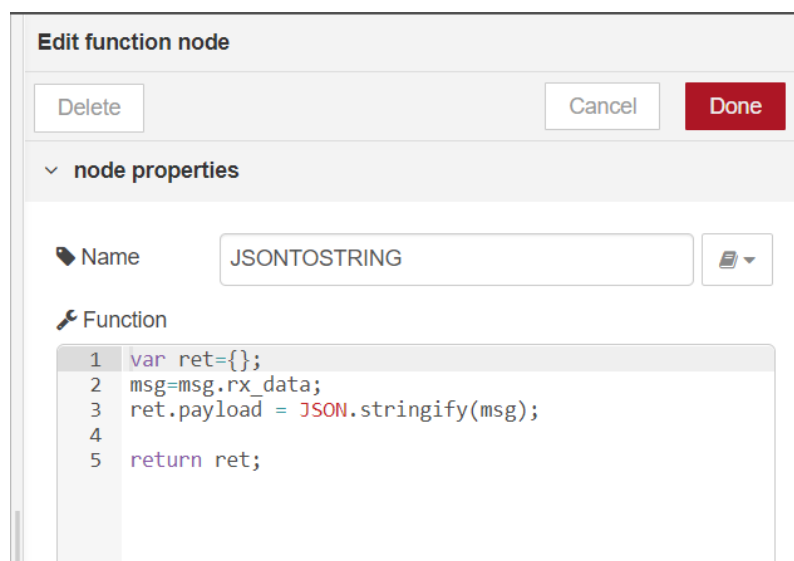 Edit function node
Delete Cancel Done
node properties
Name JSONTOSTRING
Function
1 var ret={};
2 msg=msg.rx_data;
3 ret.payload = JSON.stringify(msg);
4
5 return ret;